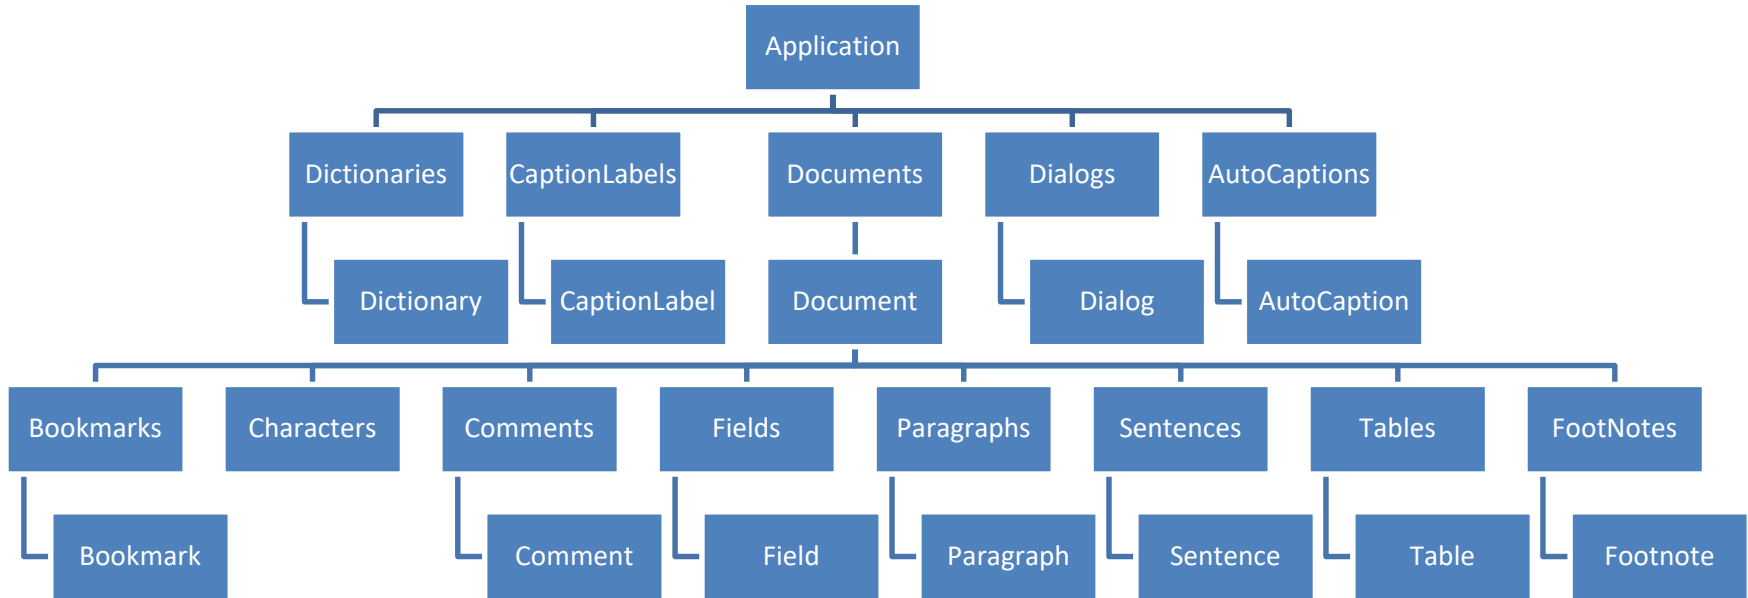 Application
Dictionaries
CaptionLabels
Documents
Dialogs
AutoCaptions
Dictionary
CaptionLabel
Document
Dialog
AutoCaption
Bookmarks
Characters
Comments
Fields
Paragraphs
Sentences
Tables
FootNotes
Bookmark
Comment
Field
Paragraph
Sentence
Table
Footnote